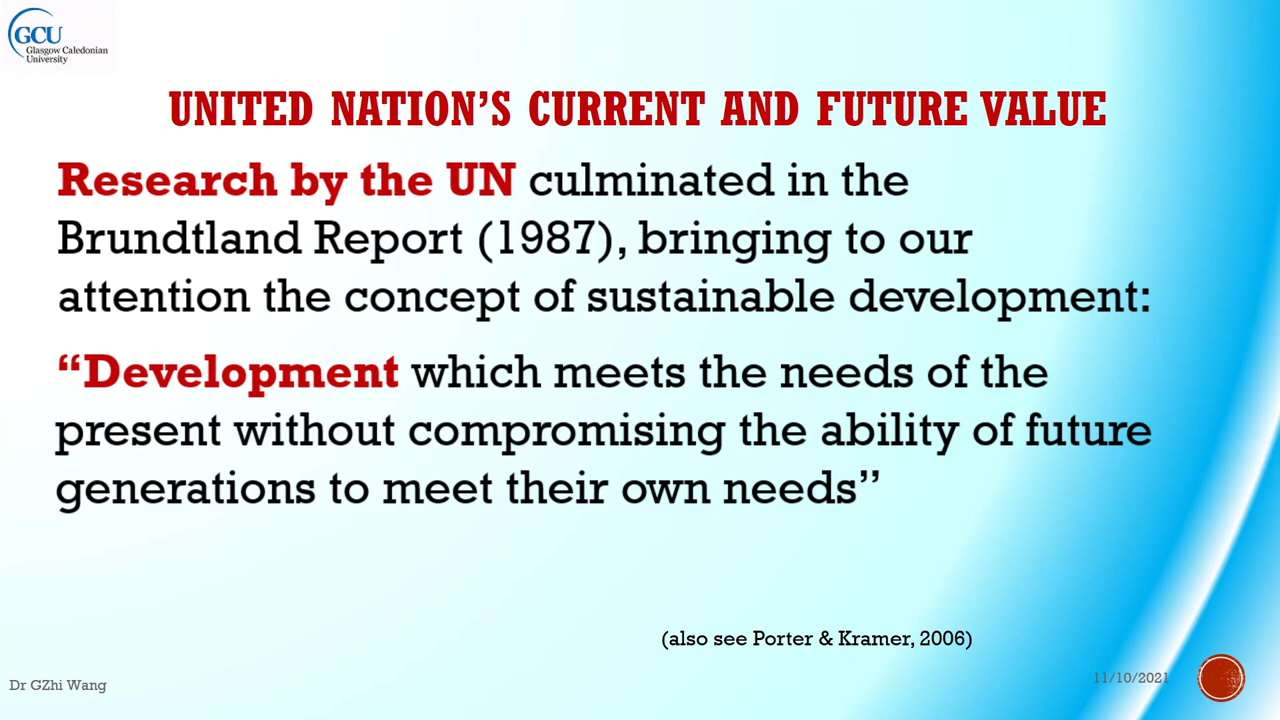 GCU
Glasgow Caledonian
University
UNITED NATION’S CURRENT AND FUTURE VALUE
Research by the UN culminated in the
Brundtland Report (1987), bringing to our
attention the concept of sustainable development:
“Development which meets the needs of the
present without compromising the ability of future
generations to meet their own needs”
(also see Porter & Kramer, 2006)
Dr GZhi Wang
11/10/2021